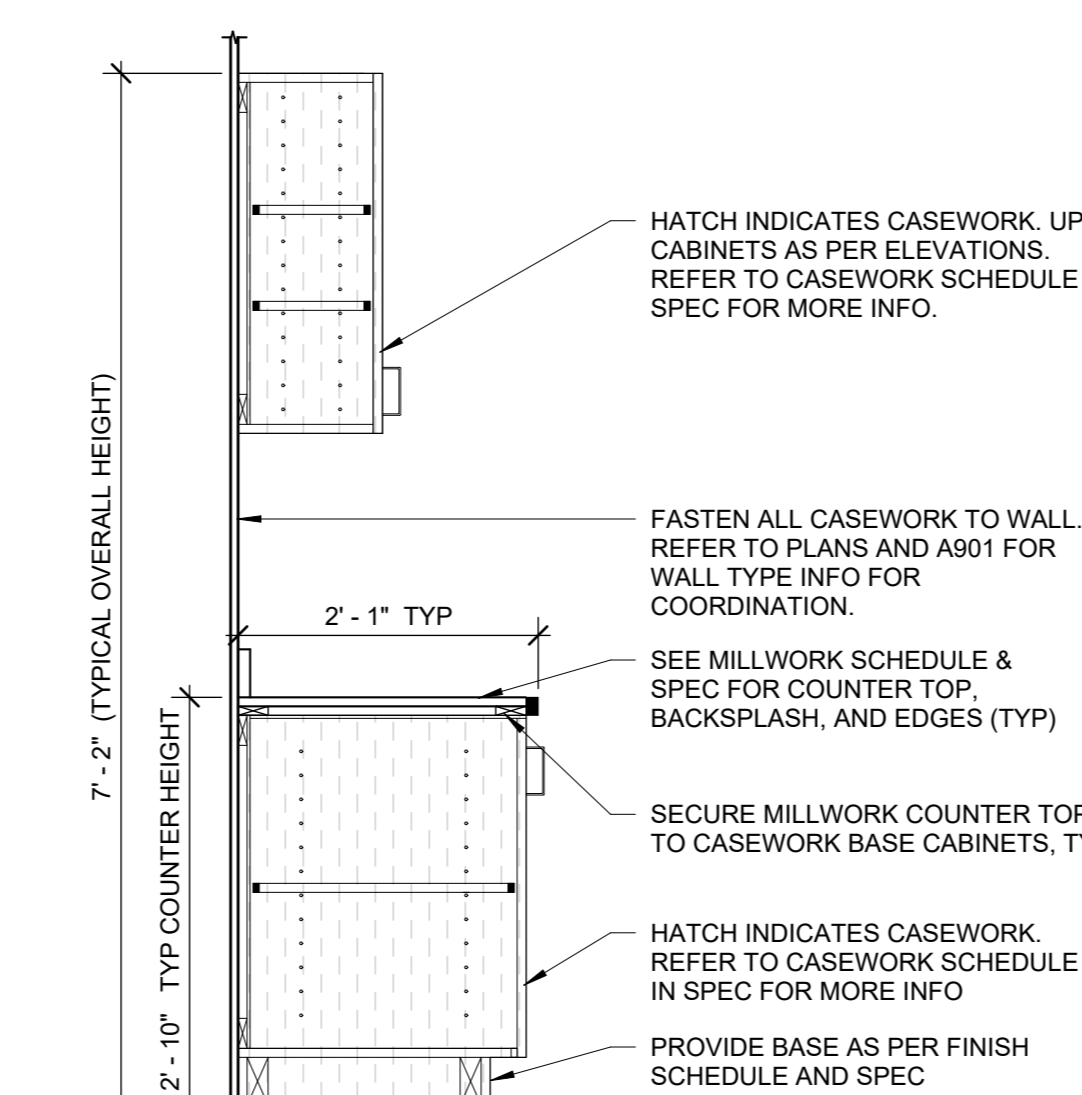 HATCH INDICATES CASEWORK. UP
CABINETS AS PER ELEVATIONS.
REFER TO CASEWORK SCHEDULE
SPEC FOR MORE INFO.
7' - 2" (TYPICAL OVERALL HEIGHT)
FASTEN ALL CASEWORK TO WALL.
REFER TO PLANS AND A901 FOR
WALL TYPE INFO FOR
COORDINATION.
2' - 1" TYP
SEE MILLWORK SCHEDULE &
SPEC FOR COUNTER TOP,
BACKSPLASH, AND EDGES (TYP)
2' - 10" TYP COUNTER HEIGHT
SECURE MILLWORK COUNTER TOP
TO CASEWORK BASE CABINETS, TY
HATCH INDICATES CASEWORK.
REFER TO CASEWORK SCHEDULE
IN SPEC FOR MORE INFO
PROVIDE BASE AS PER FINISH
SCHEDULE AND SPEC